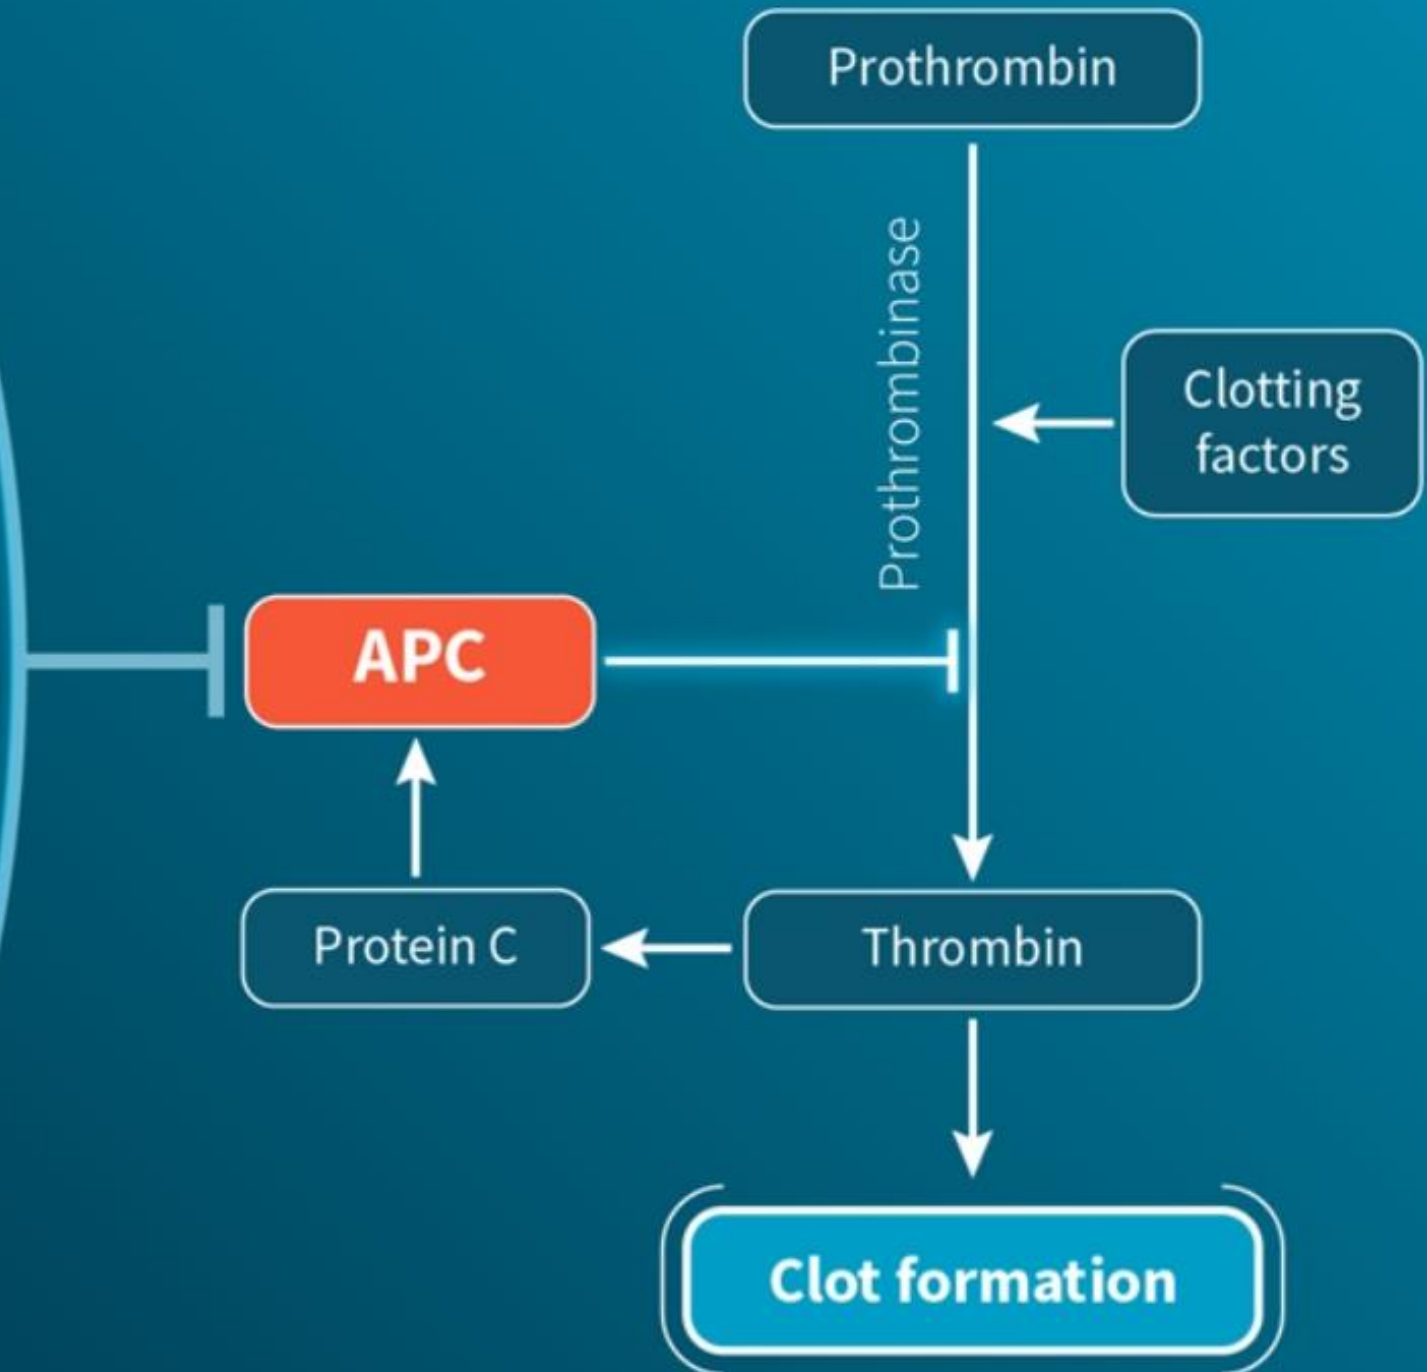 Prothrombin
Prothrombinase
Clotting
factors
APC
Protein C
Thrombin
Clot formation